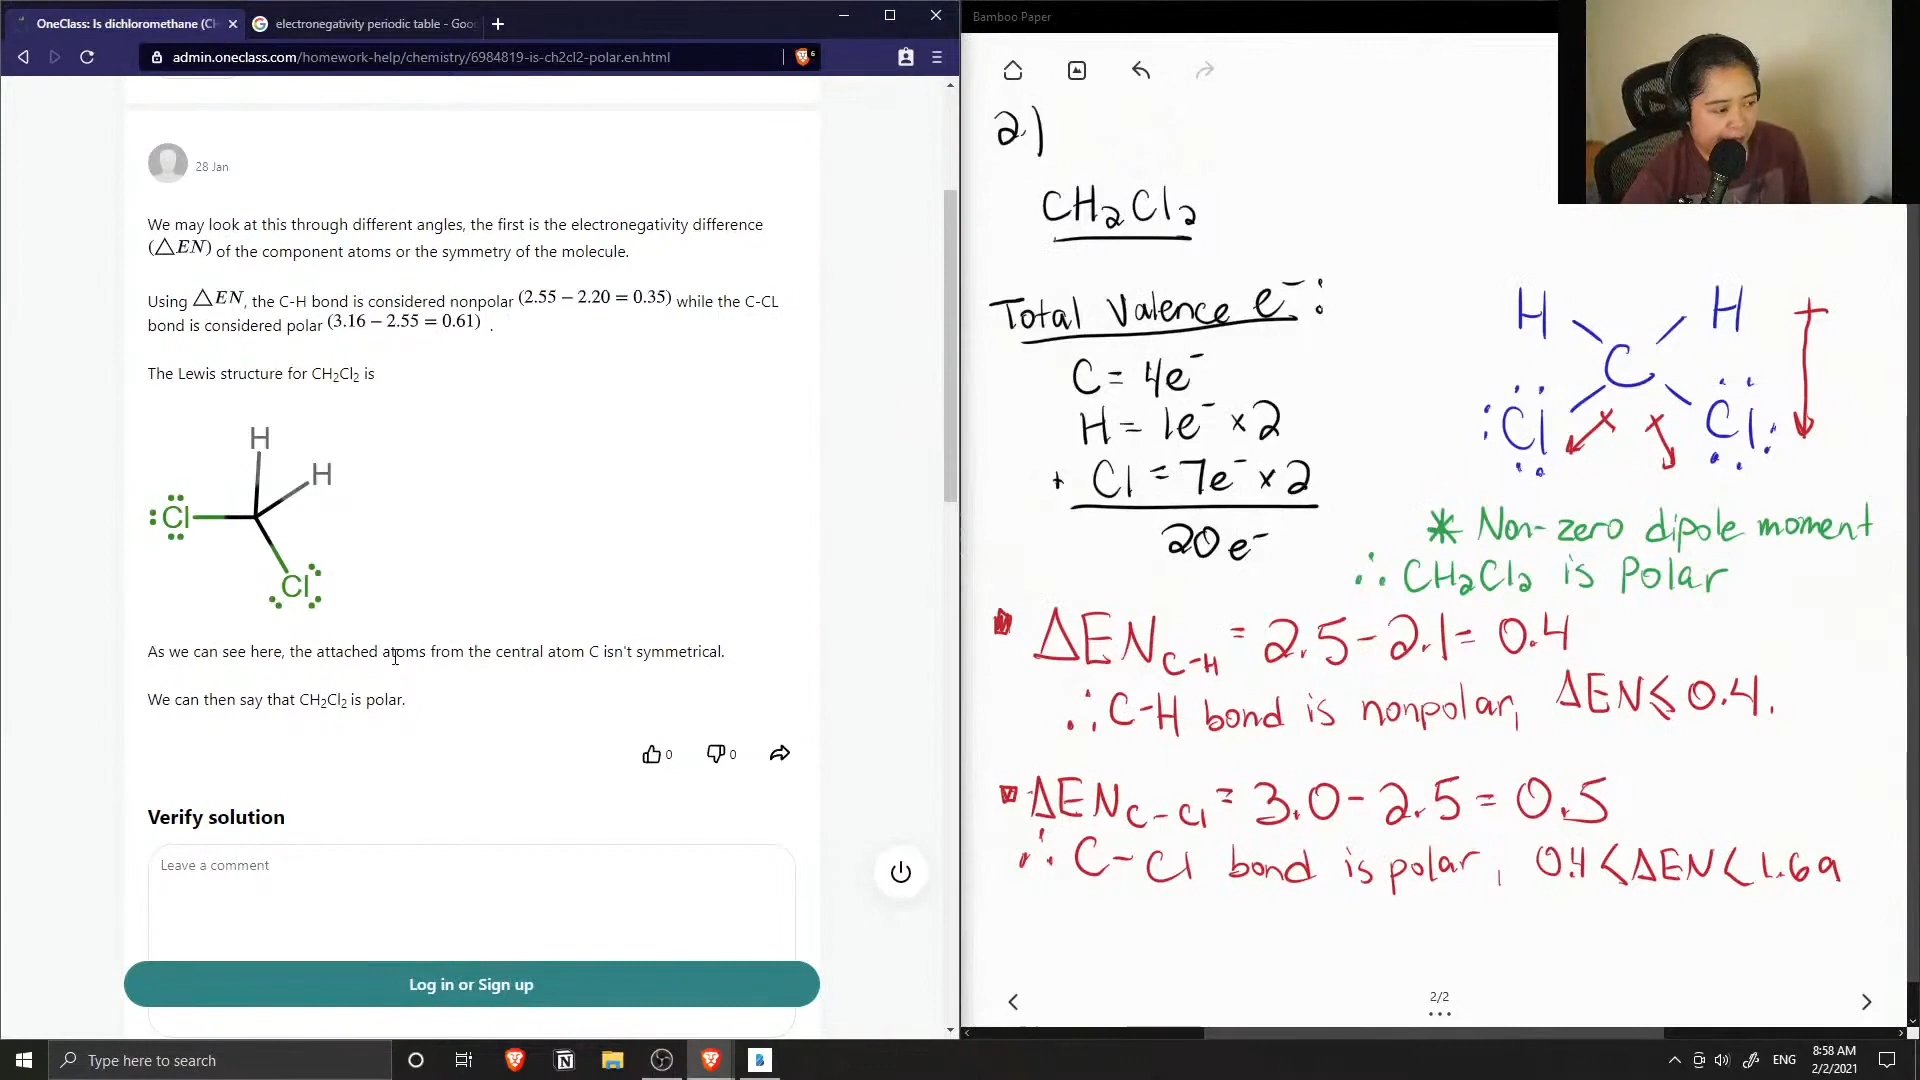 OneClass: Is dichloromethane (CH
electronegativity periodic table - Goo
admin.oneclass.com/homework-help/chemistry/6984819-is-ch2cl2-polar.en.html
6
28 Jan
We may look at this through different angles, the first is the electronegativity difference
(△EN) of the component atoms or the symmetry of the molecule.
Using △EN, the C-H bond is considered nonpolar (2.55 − 2.20 = 0.35) while the C-CL
bond is considered polar (3.16 − 2.55 = 0.61) .
The Lewis structure for CH₂Cl₂ is
H
H
Cl
Cl
As we can see here, the attached atoms from the central atom C isn't symmetrical.
We can then say that CH₂Cl₂ is polar.
0
0
Verify solution
Leave a comment
Log in or Sign up
Bamboo Paper
2.)
CH₂Cl₂
Total Valence e⁻:
C = 4e⁻
H = 1e⁻ × 2
+ Cl = 7e⁻ × 2
20 e⁻
H H
C
Cl Cl
* Non-zero dipole moment
∴ CH₂Cl₂ is Polar
ΔEN C-H = 2.5 - 2.1 = 0.4
∴ C-H bond is nonpolar, ΔEN ≤ 0.4.
ΔEN C-Cl = 3.0 - 2.5 = 0.5
∴ C-Cl bond is polar, 0.4 < ΔEN < 1.69
2/2
Type here to search
ENG
8:58 AM
2/2/2021